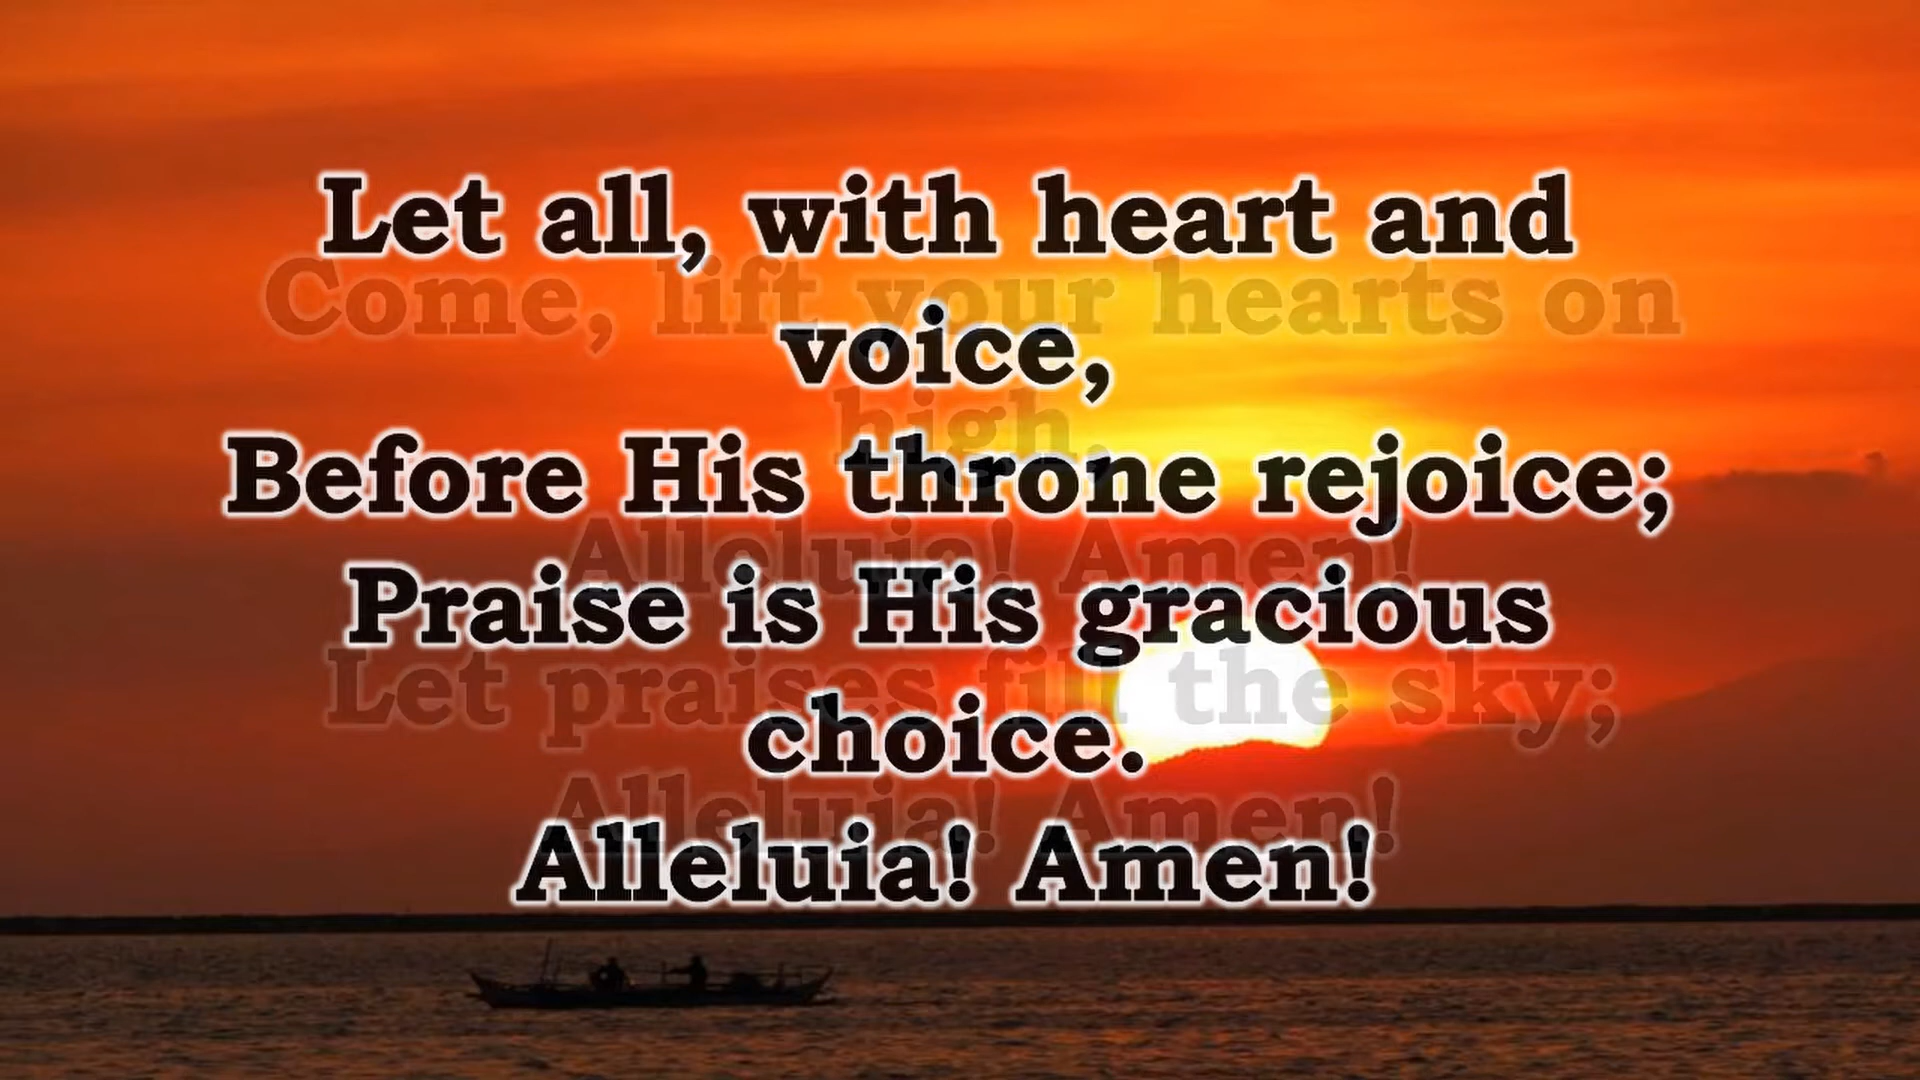 Let all, with heart and
Come, lift your hearts on
voice,
high,
Before His throne rejoice;
Alleluia! Amen!
Praise is His gracious
Let praises fill the sky;
choice.
Alleluia! Amen!
Alleluia! Amen!